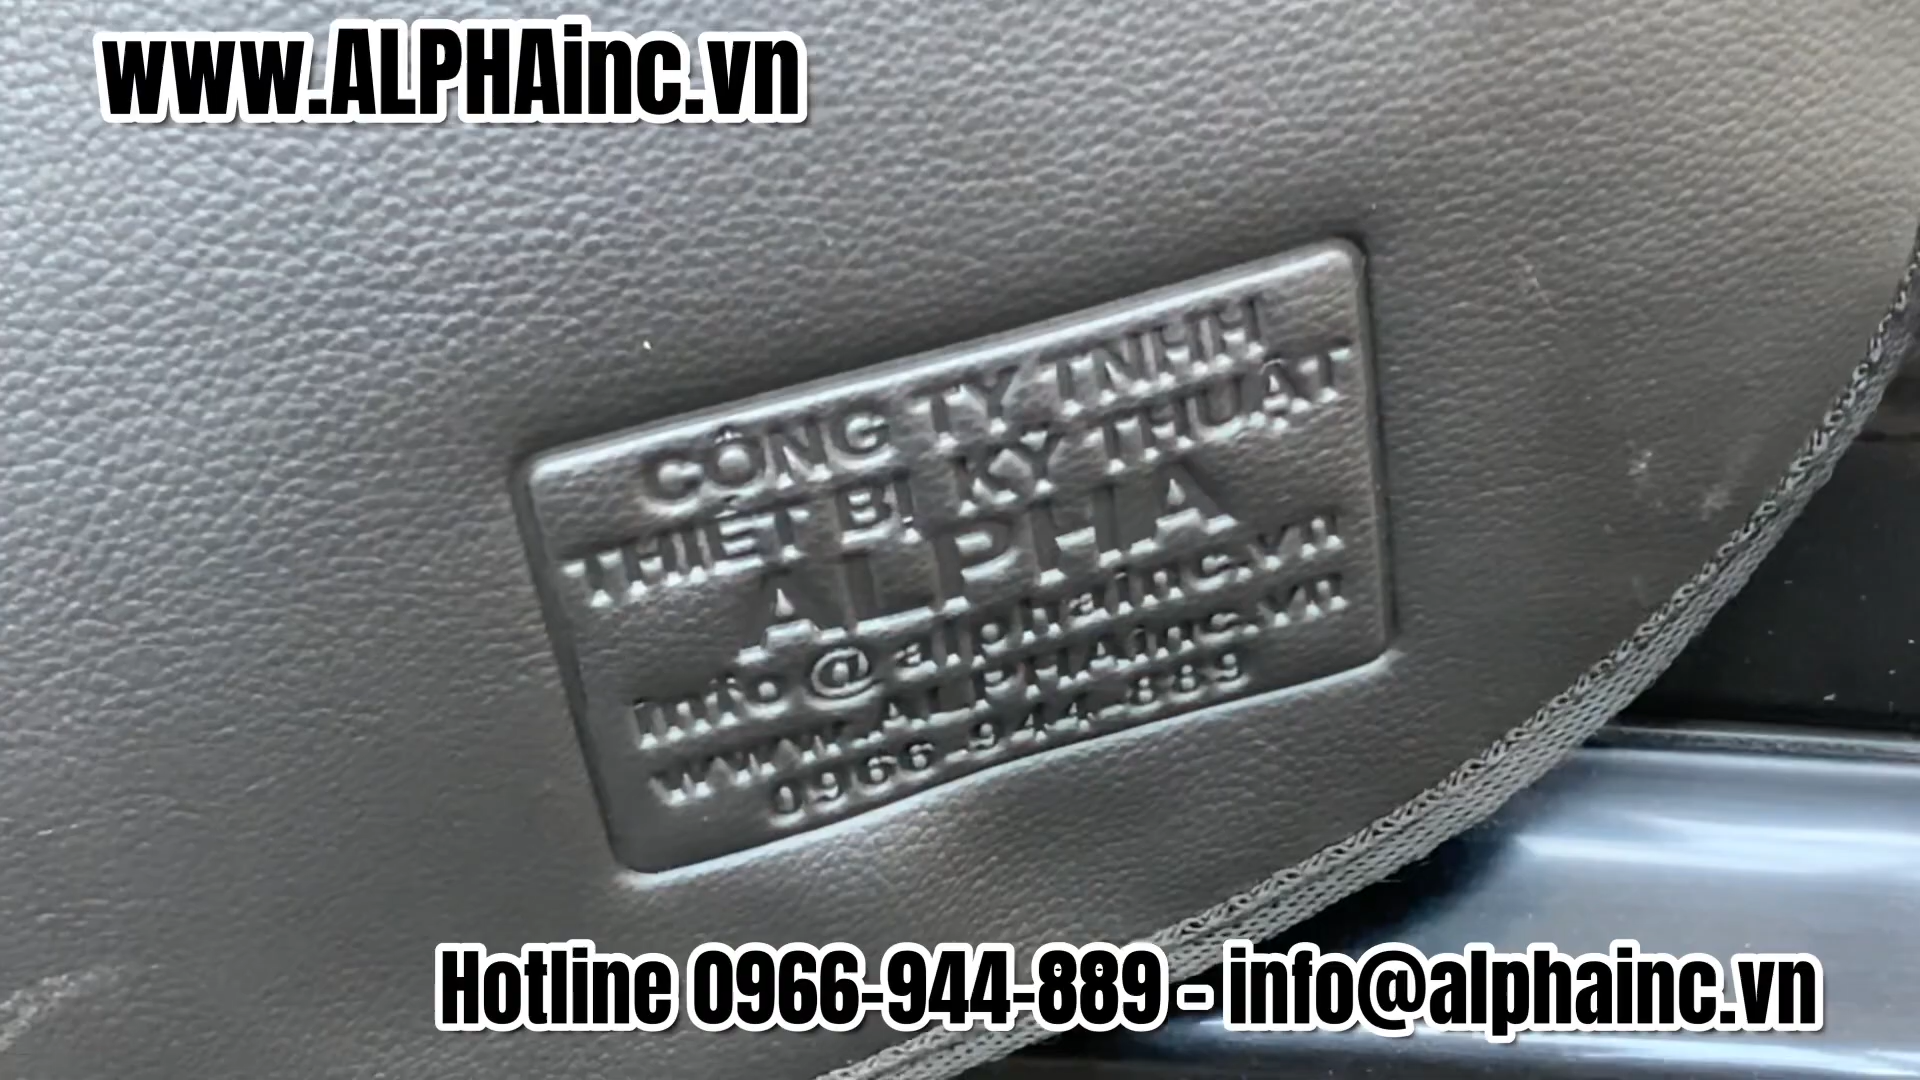 www.ALPHAinc.vn
CÔNG TY TNHH
THIẾT BỊ KỸ THUẬT
ALPHA
info@alphainc.vn
www.ALPHAinc.vn
0966-944-889
Hotline 0966-944-889 - info@alphainc.vn